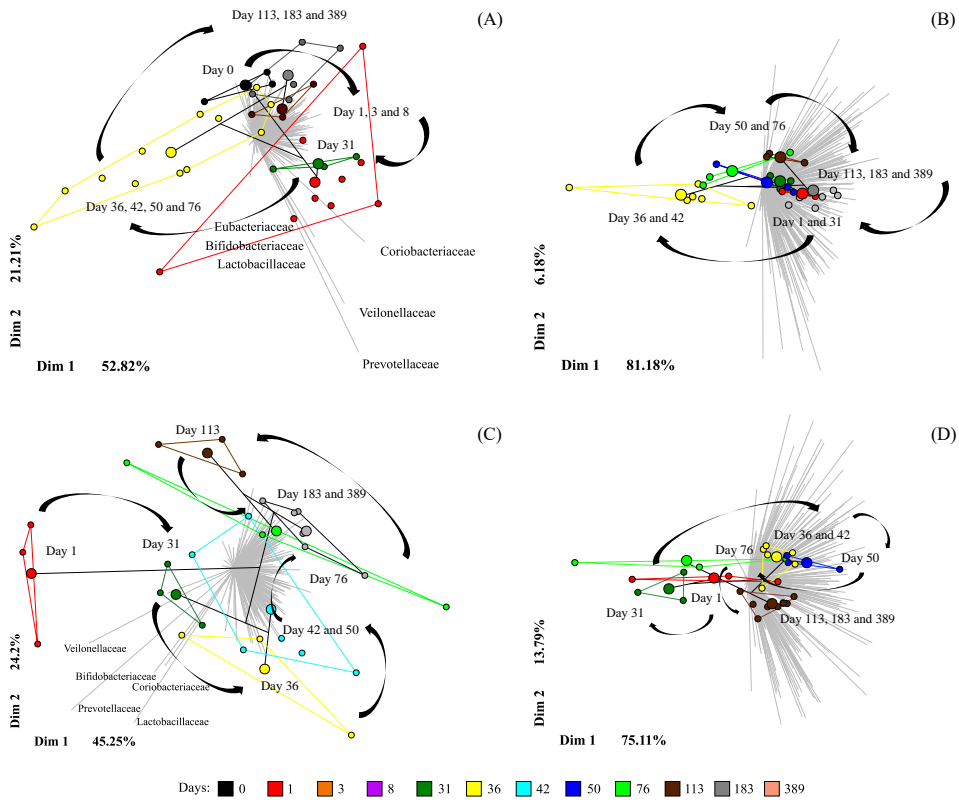 Day 113, 183 and 389
(A)
Day 0
Day 1, 3 and 8
Day 31
Day 36, 42, 50 and 76
Eubacteriaceae
Bifidobacteriaceae
Lactobacillaceae
Coriobacteriaceae
Veilonellaceae
Prevotellaceae
Dim 2 21.21%
Dim 1 52.82%
(B)
Day 50 and 76
Day 113, 183 and 389
Day 36 and 42
Day 1 and 31
Dim 2 6.18%
Dim 1 81.18%
(C)
Day 113
Day 183 and 389
Day 1
Day 31
Day 76
Day 42 and 50
Day 36
Veilonellaceae
Bifidobacteriaceae
Coriobacteriaceae
Prevotellaceae
Lactobacillaceae
Dim 2 24.2%
Dim 1 45.25%
(D)
Day 36 and 42
Day 76
Day 50
Day 31
Day 1
Day 113, 183 and 389
Dim 2 13.79%
Dim 1 75.11%
Days: 0 1 3 8 31 36 42 50 76 113 183 389